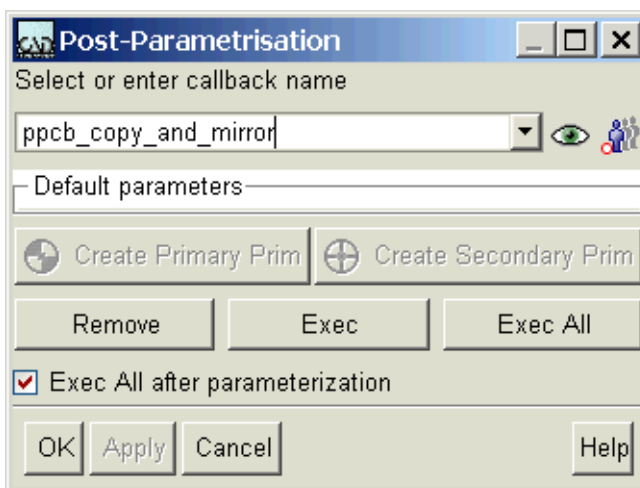 CAD Post-Parametrisation
Select or enter callback name
ppcb_copy_and_mirror
Default parameters
Create Primary Prim Create Secondary Prim
Remove Exec Exec All
Exec All after parameterization
OK Apply Cancel Help